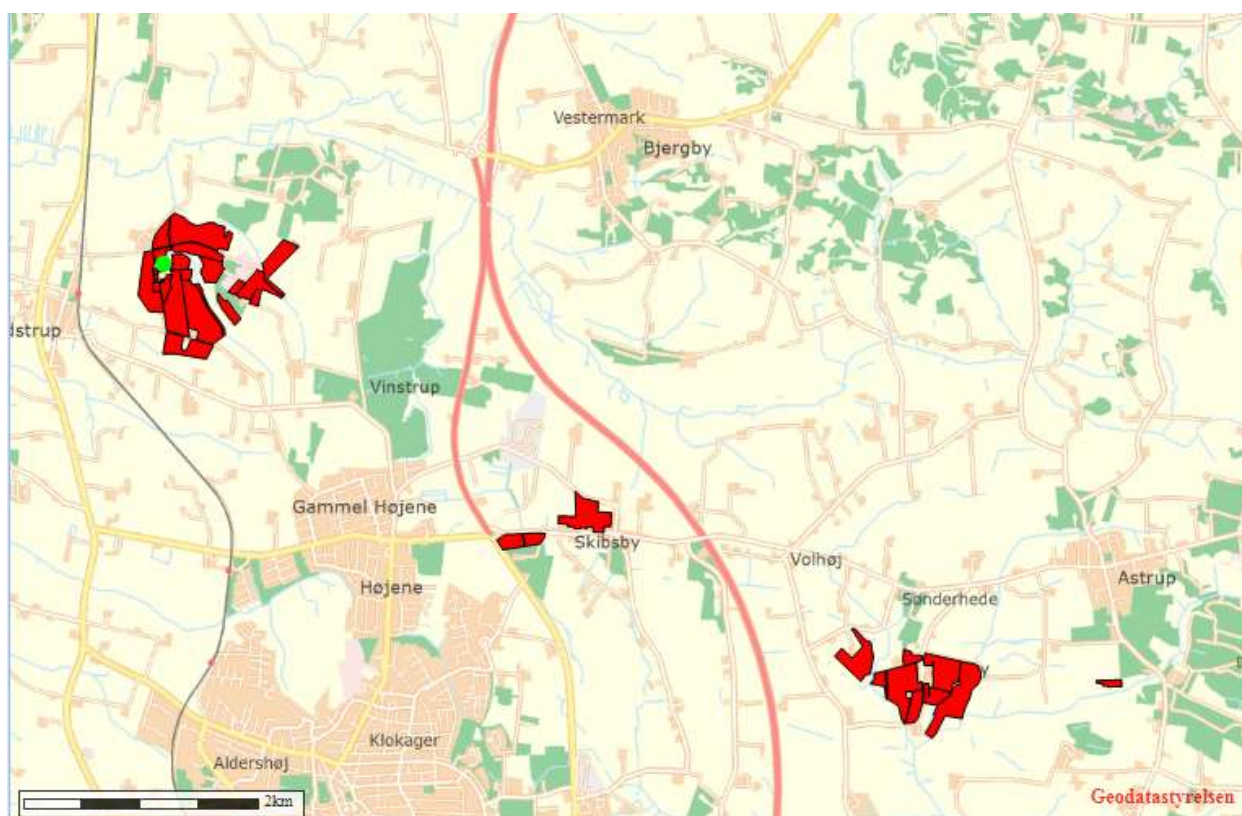 Vestermark
Bjergby
dstrup
Vinstrup
Gammel Højene
Skibsby
Volhøj
Højene
Astrup
Sønderhede
Klokager
Aldershøj
2km
Geodatastyrelsen